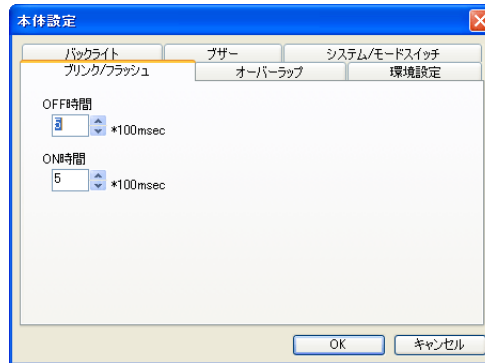 本体設定
バックライト ブザー システム/モードスイッチ
ブリンク/フラッシュ オーバーラップ 環境設定
OFF時間
5 *100msec
ON時間
5 *100msec
OK キャンセル